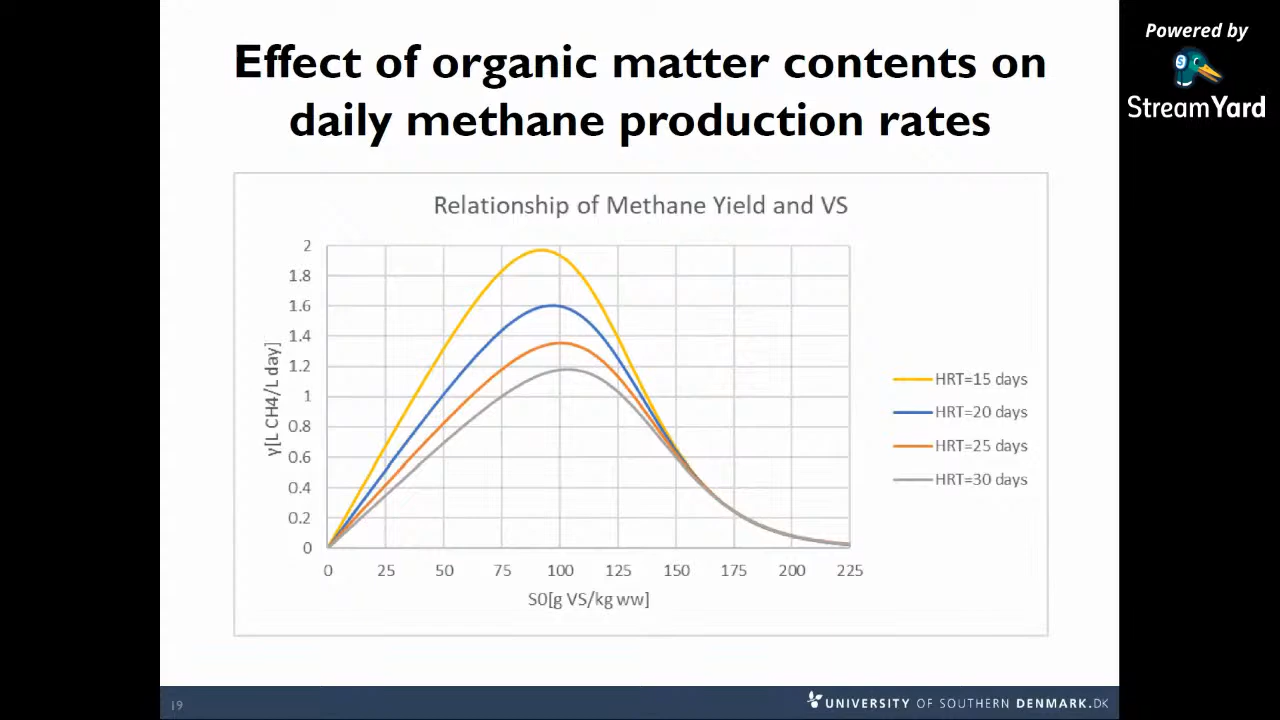 Effect of organic matter contents on
daily methane production rates
Powered by
StreamYard
Relationship of Methane Yield and VS
2
1.8
1.6
1.4
1.2
1
0.8
0.6
0.4
0.2
0
y[L CH4/L day]
0 25 50 75 100 125 150 175 200 225
S0[g VS/kg ww]
HRT=15 days
HRT=20 days
HRT=25 days
HRT=30 days
19
UNIVERSITY OF SOUTHERN DENMARK.DK